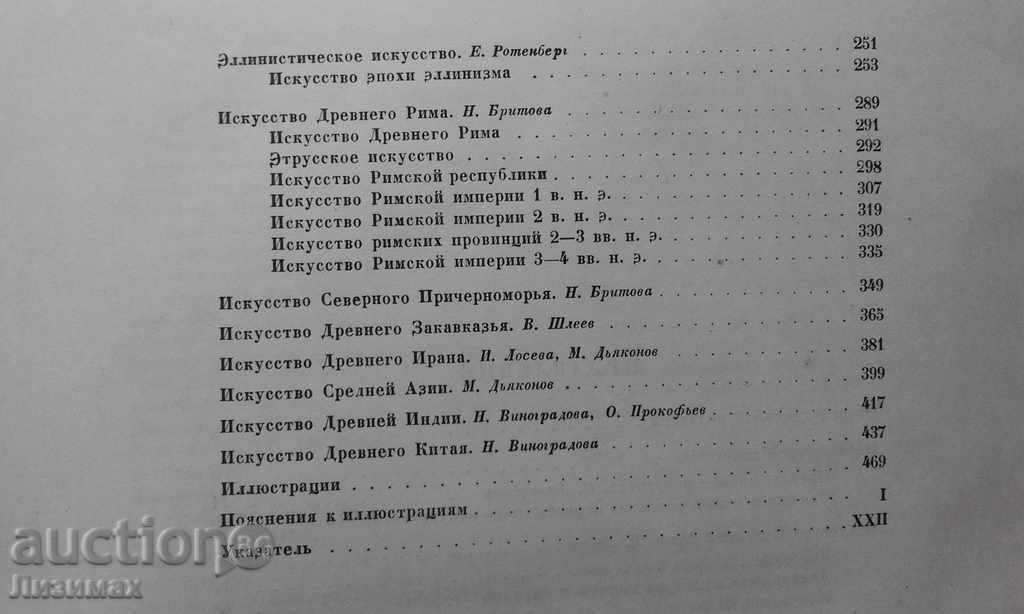 Эллинистическое искусство. Е. Ротенберг . . . . . . . . . . . . . . . . 251
Искусство эпохи эллинизма . . . . . . . . . . . . . . . . 253
Искусство Древнего Рима. Н. Бритова . . . . . . . . . . . . . . . . 289
Искусство Древнего Рима . . . . . . . . . . . . . . . . 291
Этрусское искусство . . . . . . . . . . . . . . . . 292
Искусство Римской республики . . . . . . . . . . . . . . . . 298
Искусство Римской империи 1 в. н. э. . . . . . . . . . . . . . . 307
Искусство Римской империи 2 в. н. э. . . . . . . . . . . . . . . 319
Искусство римских провинций 2—3 вв. н. э. . . . . . . . . . . . . 330
Искусство Римской империи 3—4 вв. н. э. . . . . . . . . . . . . 335
Искусство Северного Причерноморья. Н. Бритова . . . . . . . . . . . . 349
Искусство Древнего Закавказья. В. Шлеев . . . . . . . . . . . . . . 365
Искусство Древнего Ирана. И. Лосева, М. Дьяконов . . . . . . . . . . . . 381
Искусство Средней Азии. М. Дьяконов . . . . . . . . . . . . . . . . 399
Искусство Древней Индии. Н. Виноградова, О. Прокофьев . . . . . . . . . . 417
Искусство Древнего Китая. Н. Виноградова . . . . . . . . . . . . . . 437
Иллюстрации . . . . . . . . . . . . . . . . . . . . 469
Пояснения к иллюстрациям . . . . . . . . . . . . . . . . . . I
Указатель . . . . . . . . . . . . . . . . . . . . XXII
auction86
Лизимах